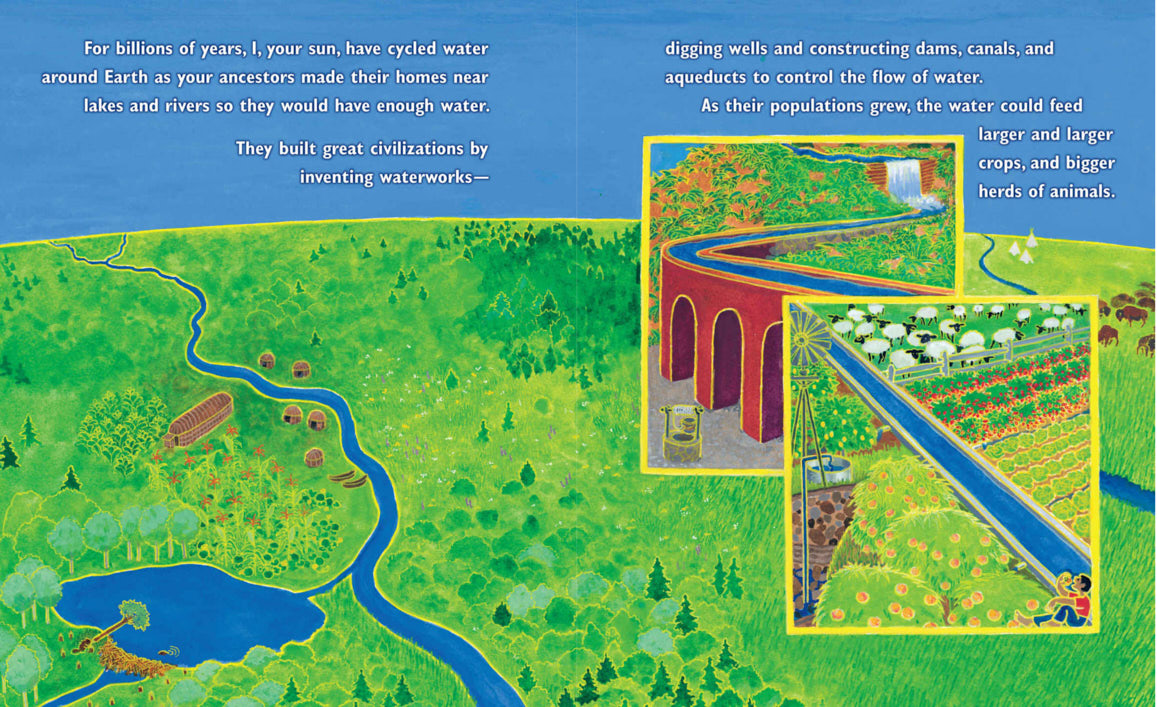 For billions of years, I, your sun, have cycled water
around Earth as your ancestors made their homes near
lakes and rivers so they would have enough water.
They built great civilizations by
inventing waterworks—
digging wells and constructing dams, canals, and
aqueducts to control the flow of water.
As their populations grew, the water could feed
larger and larger
crops, and bigger
herds of animals.